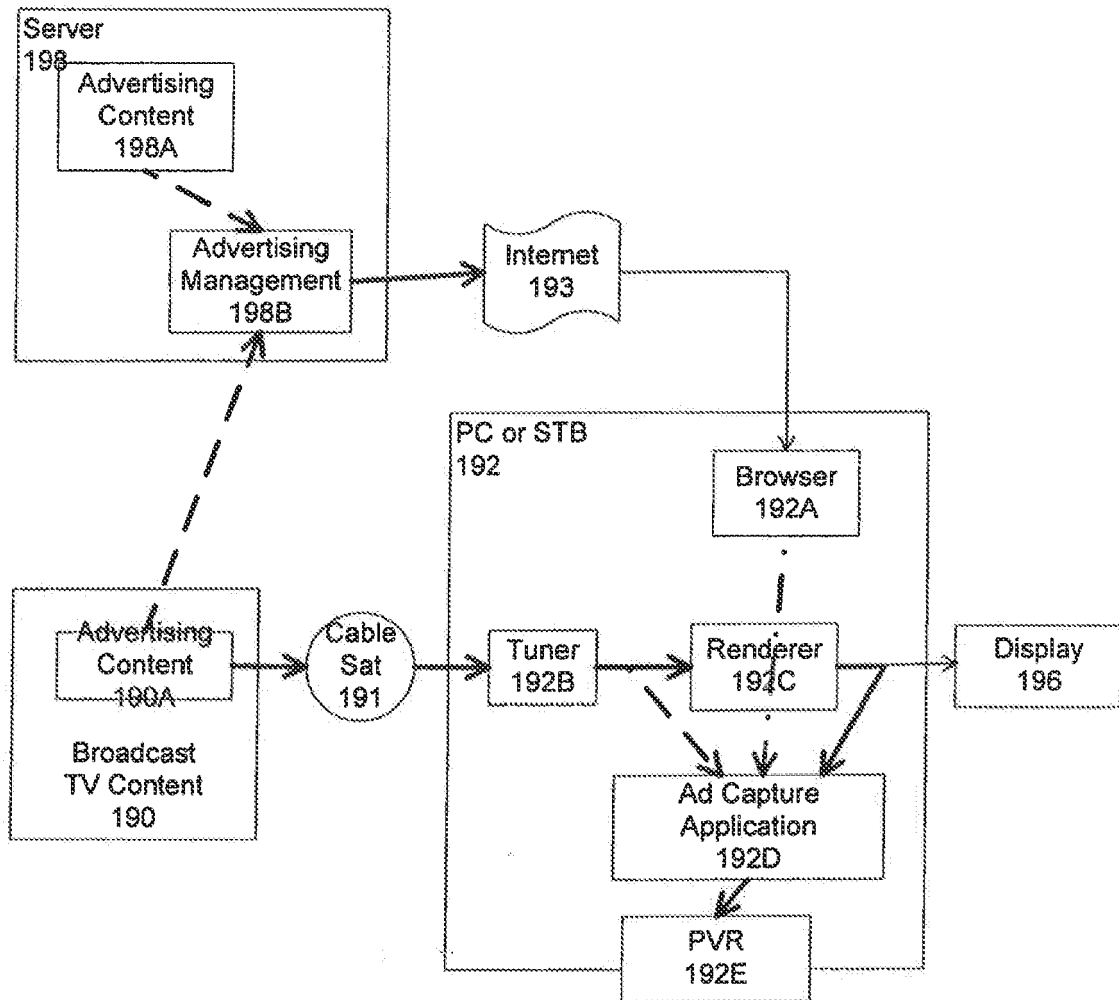 Server
198
Advertising
Content
198A
Advertising
Management
198B
Internet
193
PC or STB
192
Browser
192A
Advertising
Content
190A
Broadcast
TV Content
190
Cable
Sat
191
Tuner
192B
Renderer
192C
Display
196
Ad Capture
Application
192D
PVR
192E